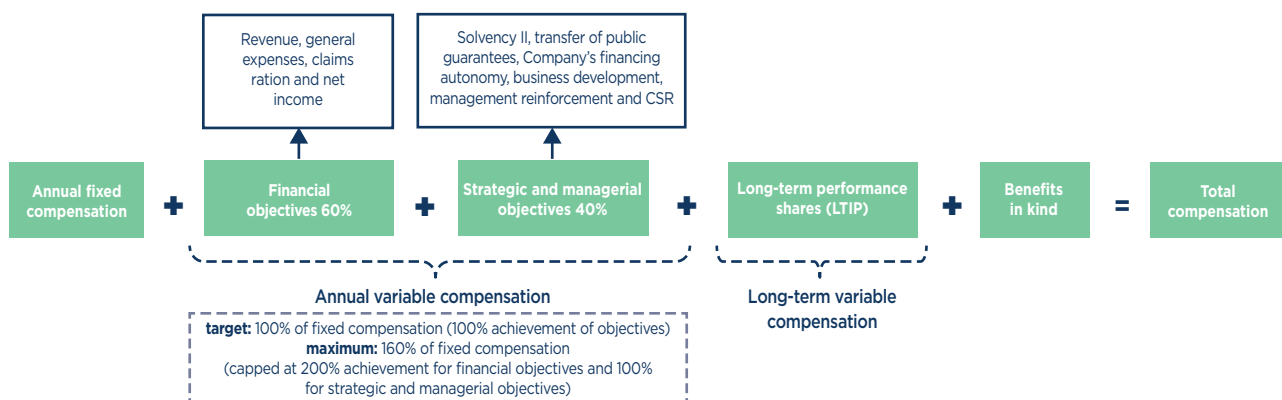 Revenue, general
expenses, claims
ration and net
income
Solvency II, transfer of public
guarantees, Company's financing
autonomy, business development,
management reinforcement and CSR
Annual fixed
compensation
+
Financial
objectives 60%
+
Strategic and managerial
objectives 40%
+
Long-term performance
shares (LTIP)
+
Benefits
in kind
=
Total
compensation
Annual variable compensation
target: 100% of fixed compensation (100% achievement of objectives)
maximum: 160% of fixed compensation
(capped at 200% achievement for financial objectives and 100%
for strategic and managerial objectives)
Long-term variable
compensation